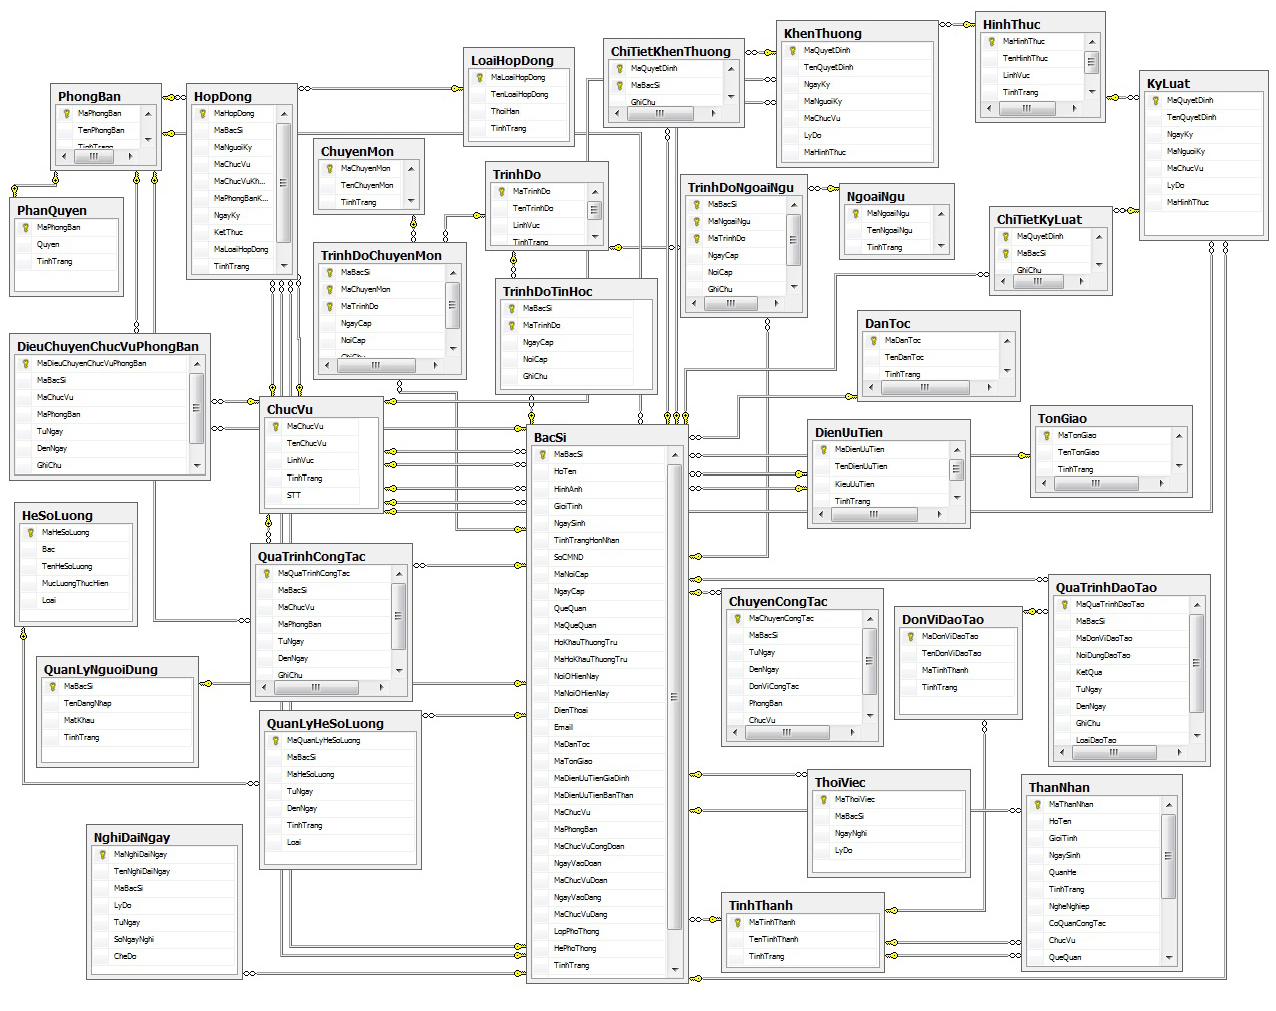 PhongBan
MaPhongBan
TenPhongBan
TinhTrang
HopDong
MaHopDong
MaBacSi
MaNguoiKy
MaChucVu
MaChucVuKh...
MaPhongBanK...
NgayKy
KetThuc
MaLoaiHopDong
TinhTrang
LoaiHopDong
MaLoaiHopDong
TenLoaiHopDong
ThoiHan
TinhTrang
ChiTietKhenThuong
MaQuyetDinh
MaBacSi
GhiChu
KhenThuong
MaQuyetDinh
TenQuyetDinh
NgayKy
MaNguoiKy
MaChucVu
LyDo
MaHinhThuc
HinhThuc
MaHinhThuc
TenHinhThuc
LinhVuc
TinhTrang
KyLuat
MaQuyetDinh
TenQuyetDinh
NgayKy
MaNguoiKy
MaChucVu
LyDo
MaHinhThuc
PhanQuyen
MaPhongBan
Quyen
TinhTrang
ChuyenMon
MaChuyenMon
TenChuyenMon
TinhTrang
TrinhDo
MaTrinhDo
TenTrinhDo
LinhVuc
TinhTrang
TrinhDoNgoaiNgu
MaBacSi
MaNgoaiNgu
MaTrinhDo
NgayCap
NoiCap
GhiChu
NgoaiNgu
MaNgoaiNgu
TenNgoaiNgu
TinhTrang
ChiTietKyLuat
MaQuyetDinh
MaBacSi
GhiChu
TrinhDoChuyenMon
MaBacSi
MaChuyenMon
MaTrinhDo
NgayCap
NoiCap
GhiChu
TrinhDoTinHoc
MaBacSi
MaTrinhDo
NgayCap
NoiCap
GhiChu
DanToc
MaDanToc
TenDanToc
TinhTrang
DieuChuyenChucVuPhongBan
MaDieuChuyenChucVuPhongBan
MaBacSi
MaChucVu
MaPhongBan
TuNgay
DenNgay
GhiChu
ChucVu
MaChucVu
TenChucVu
LinhVuc
TinhTrang
STT
BacSi
MaBacSi
HoTen
HinhAnh
GioiTinh
NgaySinh
TinhTrangHonNhan
SoCMND
MaNoiCap
NgayCap
QueQuan
MaQueQuan
HoKhauThuongTru
MaHoKhauThuongTru
NoiOHienNay
MaNoiOHienNay
DienThoai
Email
MaDanToc
MaTonGiao
MaDienUuTienGiaDinh
MaDienUuTienBanThan
MaChucVu
MaPhongBan
MaChucVuCongDoan
NgayVaoDoan
MaChucVuDoan
NgayVaoDang
MaChucVuDang
LopPhoThong
HePhoThong
TinhTrang
DienUuTien
MaDienUuTien
TenDienUuTien
KieuUuTien
TinhTrang
TonGiao
MaTonGiao
TenTonGiao
TinhTrang
HeSoLuong
MaHeSoLuong
Bac
TenHeSoLuong
MucLuongThucHien
Loai
QuaTrinhCongTac
MaQuaTrinhCongTac
MaBacSi
MaChucVu
MaPhongBan
TuNgay
DenNgay
GhiChu
ChuyenCongTac
MaChuyenCongTac
MaBacSi
TuNgay
DenNgay
DonViCongTac
PhongBan
ChucVu
DonViDaoTao
MaDonViDaoTao
TenDonViDaoTao
MaTinhThanh
TinhTrang
QuaTrinhDaoTao
MaQuaTrinhDaoTao
MaBacSi
MaDonViDaoTao
NoiDungDaoTao
KetQua
TuNgay
DenNgay
GhiChu
LoaiDaoTao
QuanLyNguoiDung
MaBacSi
TenDangNhap
MatKhau
TinhTrang
QuanLyHeSoLuong
MaQuanLyHeSoLuong
MaBacSi
MaHeSoLuong
TuNgay
DenNgay
TinhTrang
Loai
ThoiViec
MaThoiViec
MaBacSi
NgayNghi
LyDo
ThanNhan
MaThanNhan
HoTen
GioiTinh
NgaySinh
QuanHe
TinhTrang
NgheNghiep
CoQuanCongTac
ChucVu
QueQuan
NghiDaiNgay
MaNghiDaiNgay
TenNghiDaiNgay
MaBacSi
LyDo
TuNgay
SoNgayNghi
CheDo
TinhThanh
MaTinhThanh
TenTinhThanh
TinhTrang